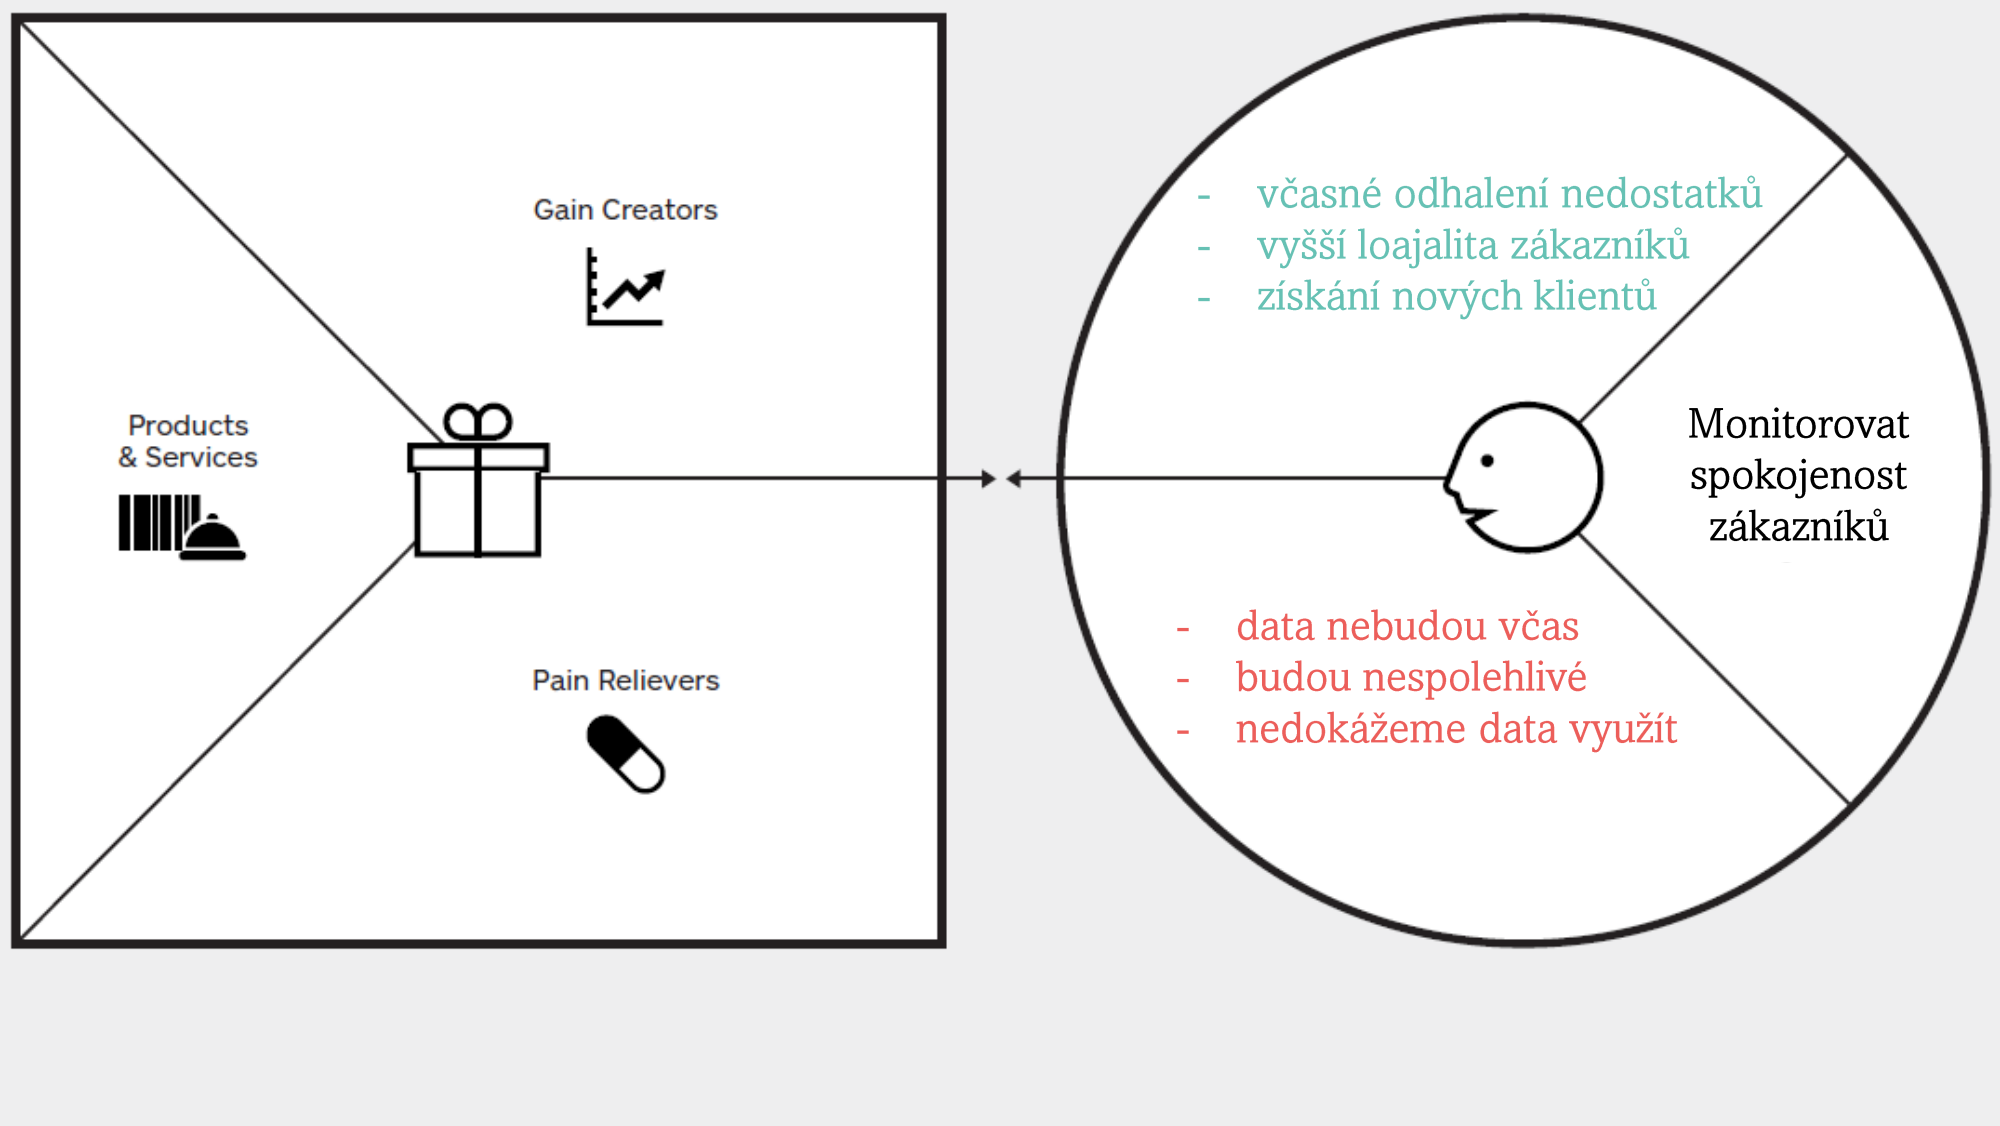 Gain Creators
Products
& Services
Pain Relievers
- včasné odhalení nedostatků
- vyšší loajalita zákazníků
- získání nových klientů
Monitorovat
spokojenost
zákazníků
- data nebudou včas
- budou nespolehlivé
- nedokážeme data využít